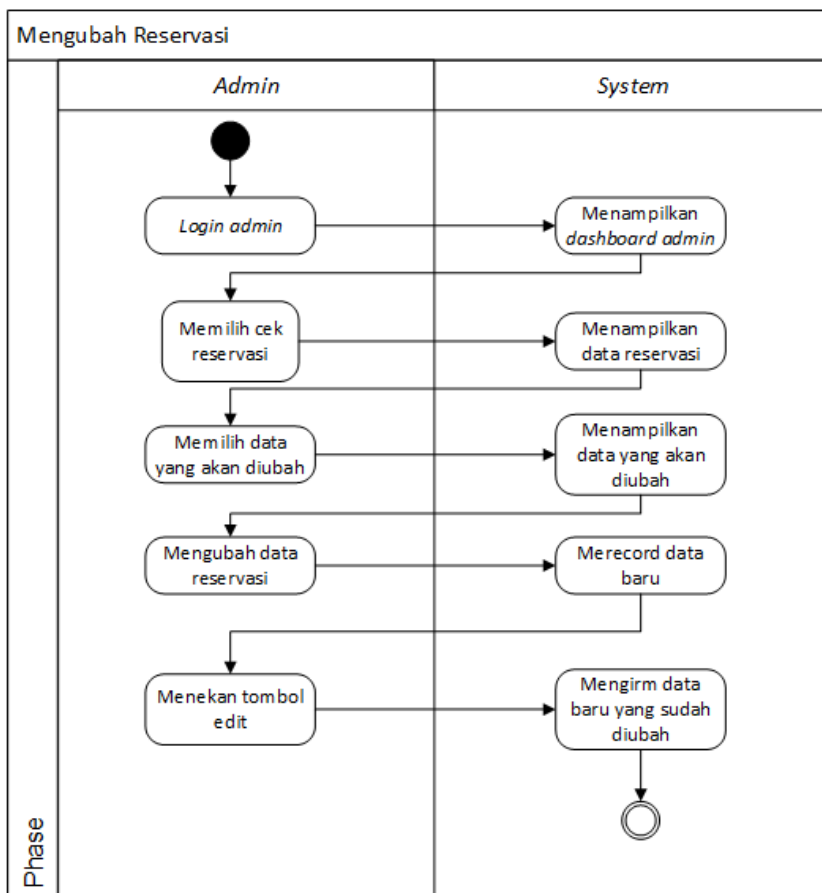 Mengubah Reservasi
Admin
System
Login admin
Menampilkan
dashboard admin
Memilih cek
reservasi
Menampilkan
data reservasi
Memilih data
yang akan diubah
Menampilkan
data yang akan
diubah
Mengubah data
reservasi
Merecord data
baru
Menekan tombol
edit
Mengirm data
baru yang sudah
diubah
Phase